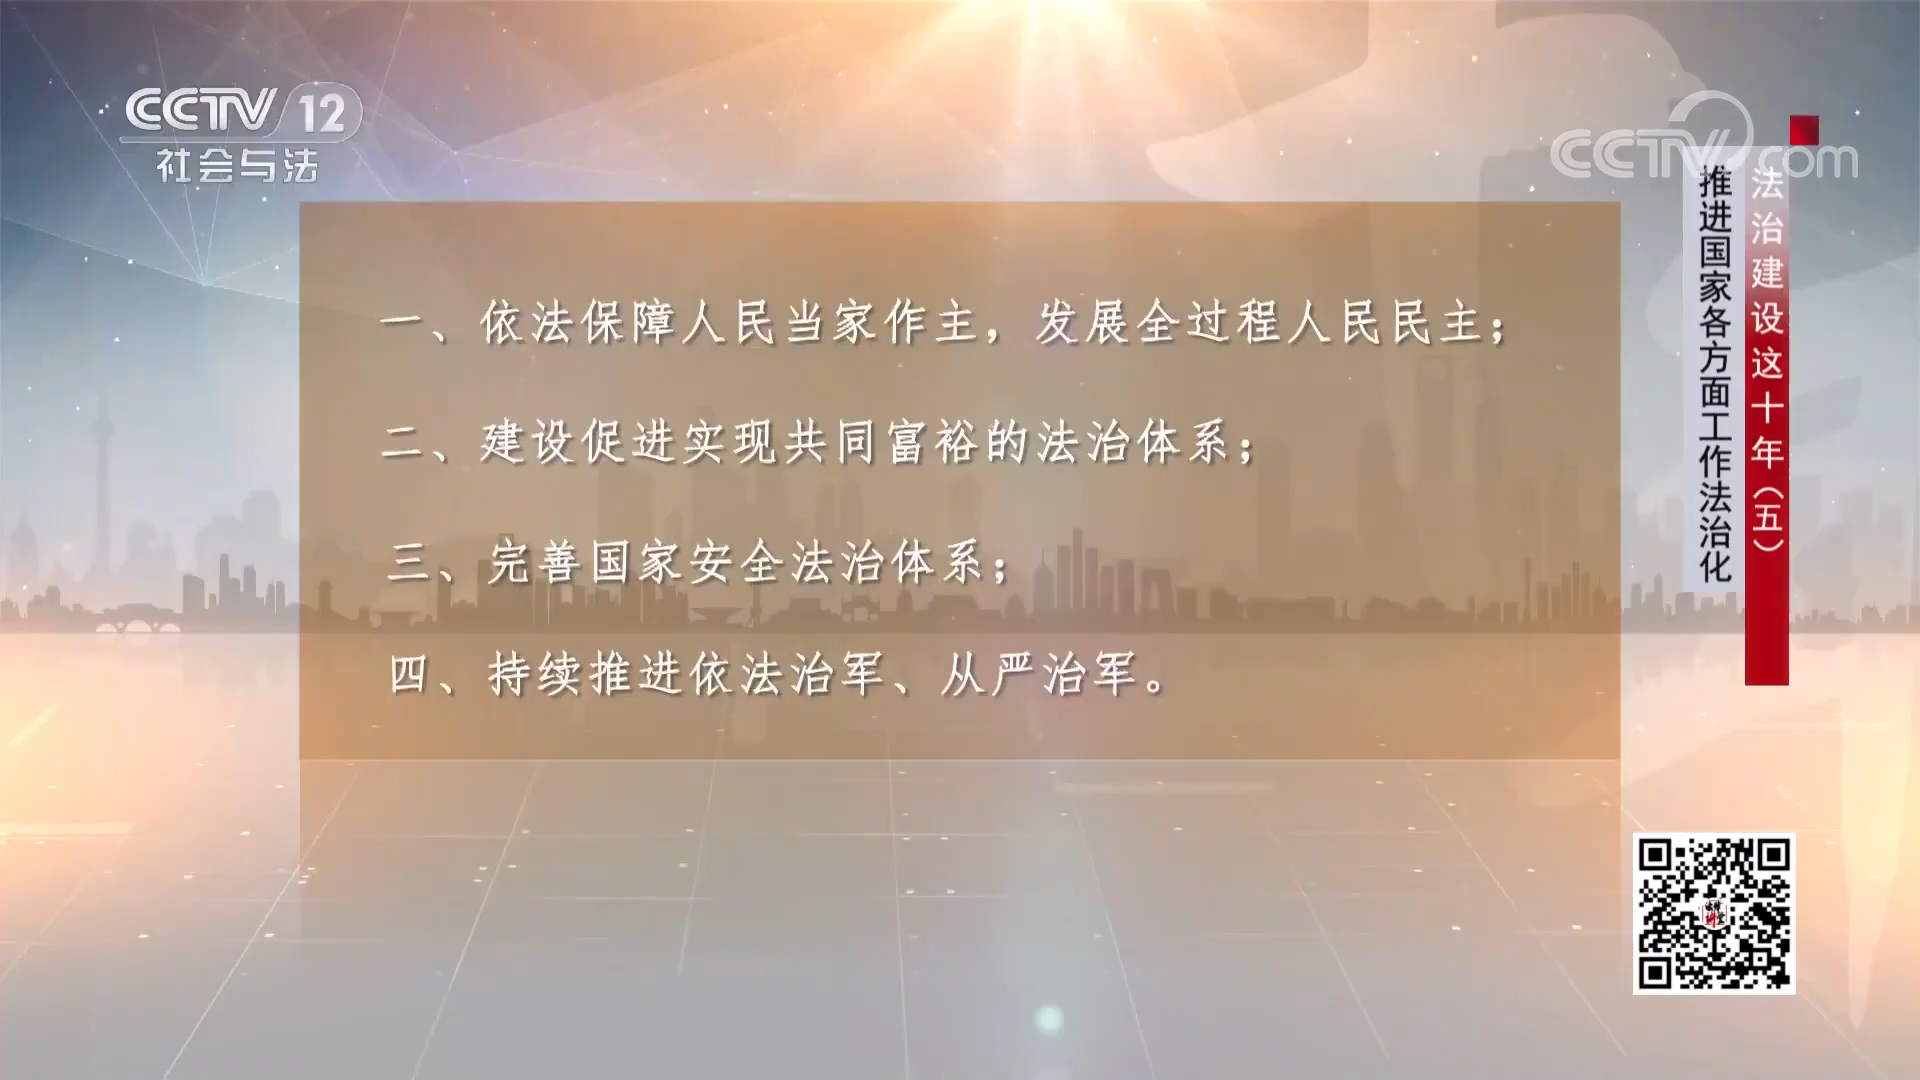 CCTV 12
社会与法
CCTV.com
法治建设这十年（五）
推进国家各方面工作法治化
一、依法保障人民当家作主，发展全过程人民民主；
二、建设促进实现共同富裕的法治体系；
三、完善国家安全法治体系；
四、持续推进依法治军、从严治军。